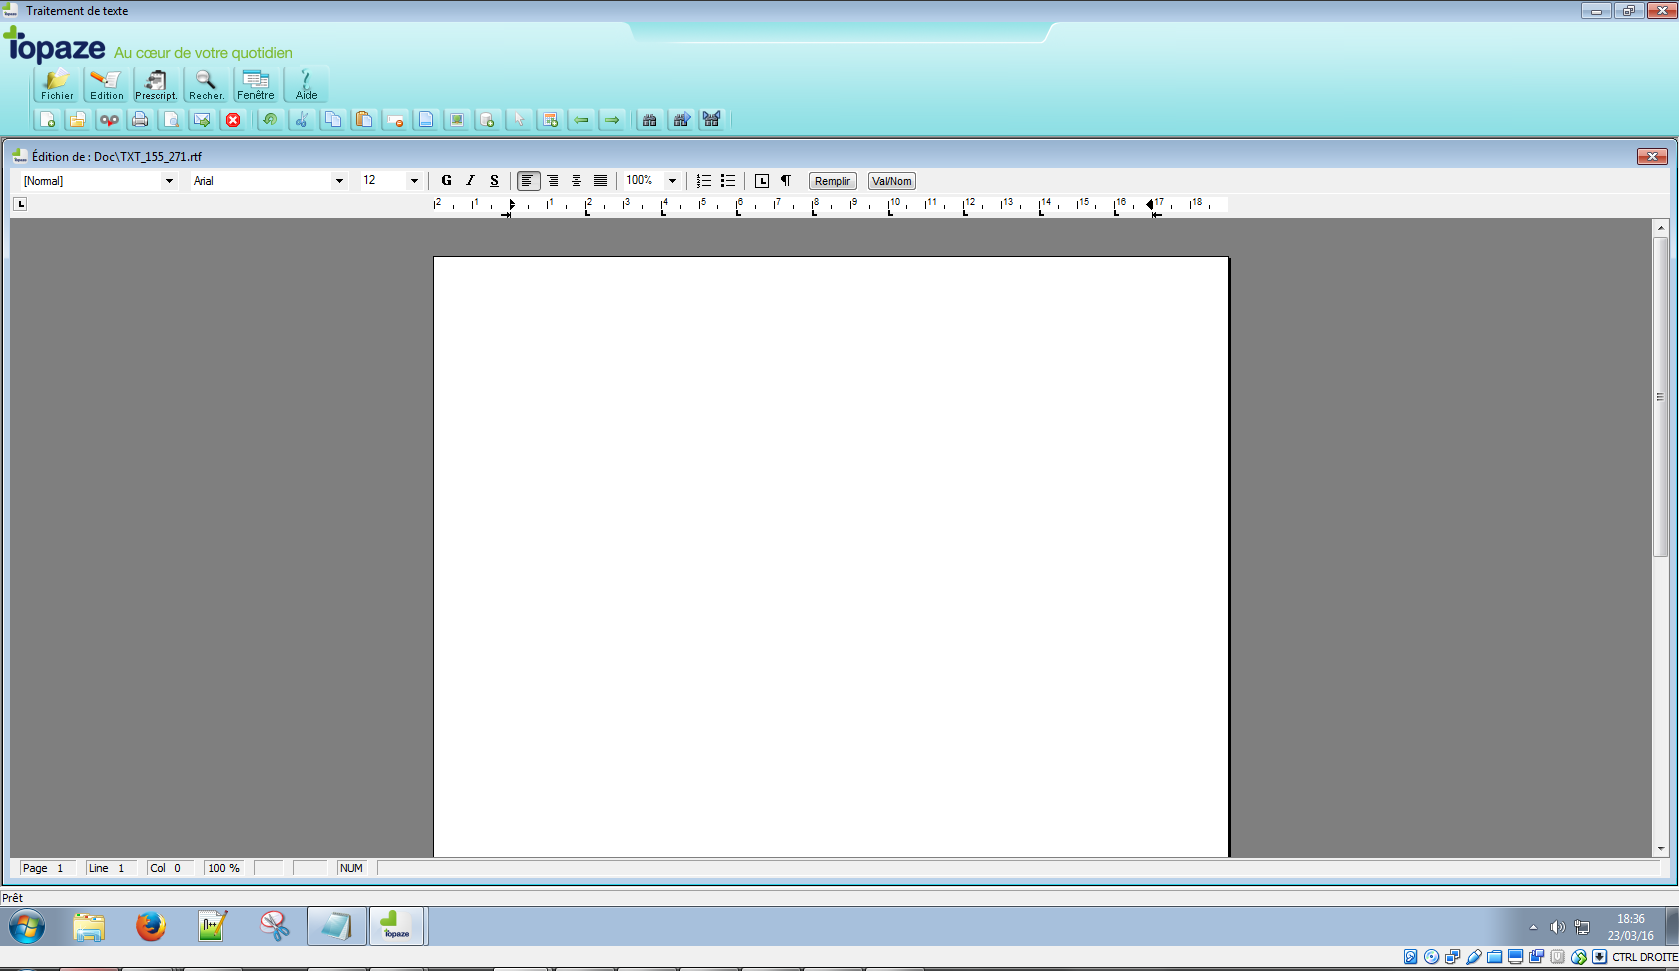 Traitement de texte
Topaze Au cœur de votre quotidien
Fichier Edition Prescript. Recher. Fenêtre Aide
Édition de : Doc\TXT_155_271.rtf
[Normal] Arial 12 G I S 100% ¶ Remplir Val/Nom
L 2 1 1 2 3 4 5 6 7 8 9 10 11 12 13 14 15 16 17 18
Page 1 Line 1 Col 0 100 % NUM
Prêt
topaze
18:36
23/03/16
CTRL DROITE